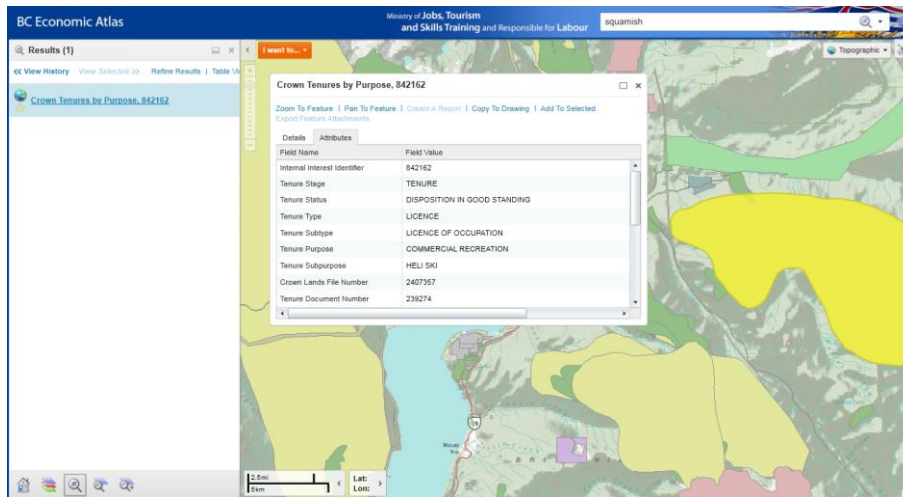 BC Economic Atlas
Ministry of Jobs, Tourism
and Skills Training and Responsible for Labour
squamish
Results (1)
I want to...
Topographic
<< View History View Selected >> Refine Results | Table
Crown Tenures by Purpose, 842162
Crown Tenures by Purpose, 842162
Zoom To Feature | Pan To Feature | Create A Report | Copy To Drawing | Add To Selected
Export Feature Attachments
Details Attributes
Field Name Field Value
Internal Interest Identifier 842162
Tenure Stage TENURE
Tenure Status DISPOSITION IN GOOD STANDING
Tenure Type LICENCE
Tenure Subtype LICENCE OF OCCUPATION
Tenure Purpose COMMERCIAL RECREATION
Tenure Subpurpose HELI SKI
Crown Lands File Number 2407357
Tenure Document Number 239274
2.5mi
5km
Lat:
Lon: